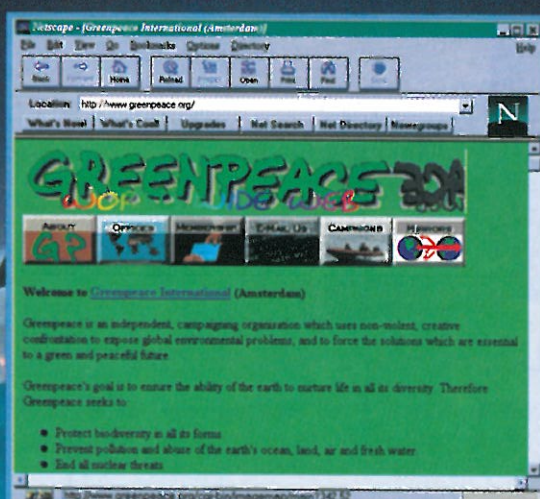 Netscape - [Greenpeace International (Amsterdam)]
File Edit View Go Bookmarks Options Directory
Help
Back Forward Home Reload Images Open Print Find Stop
Location: http://www.greenpeace.org/
What's New! What's Cool! Upgrades Net Search Net Directory Newsgroups
N
GREENPEACE
WIDE WEB
ABOUT OFFICES MEMBERSHIP E-MAIL US CAMPAIGNS MIRRORS
GP
Welcome to Greenpeace International (Amsterdam)
Greenpeace is an independent, campaigning organisation which uses non-violent, creative
confrontation to expose global environmental problems, and to force the solutions which are essential
to a green and peaceful future.
Greenpeace's goal is to ensure the ability of the earth to nurture life in all its diversity. Therefore
Greenpeace seeks to:
Protect biodiversity in all its forms
Prevent pollution and abuse of the earth's ocean, land, air and fresh water
End all nuclear threats